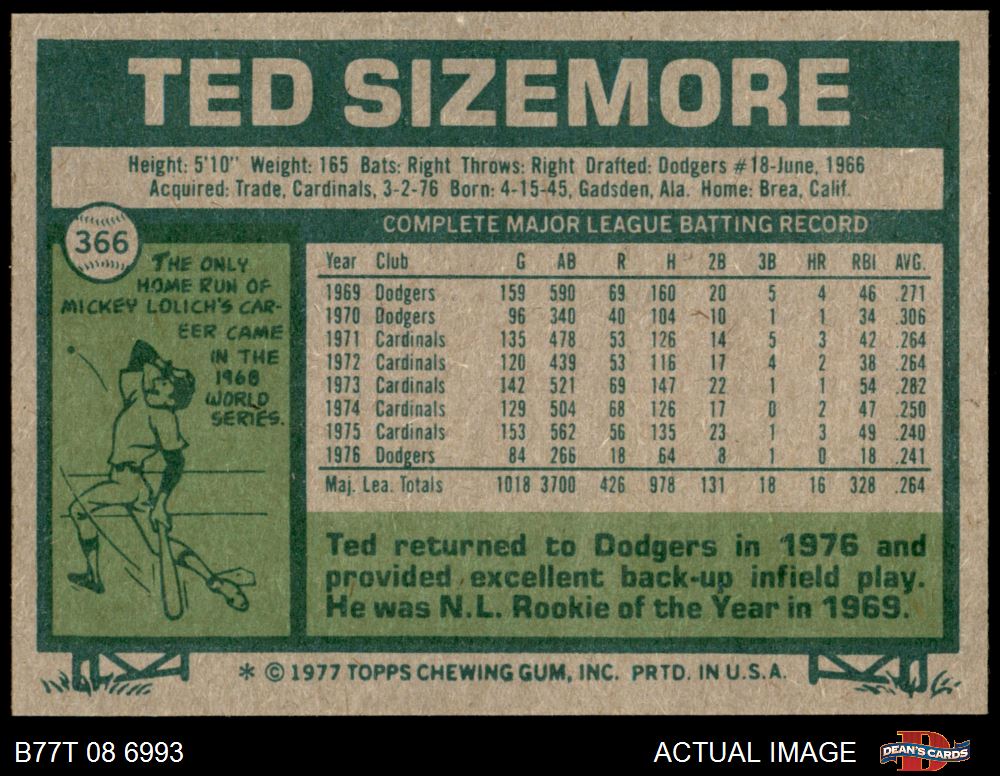 TED SIZEMORE
Height: 5'10" Weight: 165 Bats: Right Throws: Right Drafted: Dodgers #18-June, 1966
Acquired: Trade, Cardinals, 3-2-76 Born: 4-15-45, Gadsden, Ala. Home: Brea, Calif.
366
THE ONLY
HOME RUN OF
MICKEY LOLICH'S CAR-
EER CAME
IN THE
1968
WORLD
SERIES.
COMPLETE MAJOR LEAGUE BATTING RECORD
Year Club G AB R H 2B 3B HR RBI AVG.
1969 Dodgers 159 590 69 160 20 5 4 46 .271
1970 Dodgers 96 340 40 104 10 1 1 34 .306
1971 Cardinals 135 478 53 126 14 5 3 42 .264
1972 Cardinals 120 439 53 116 17 4 2 38 .264
1973 Cardinals 142 521 69 147 22 1 1 54 .282
1974 Cardinals 129 504 68 126 17 0 2 47 .250
1975 Cardinals 153 562 56 135 23 1 3 49 .240
1976 Dodgers 84 266 18 64 8 1 0 18 .241
Maj. Lea. Totals 1018 3700 426 978 131 18 16 328 .264
Ted returned to Dodgers in 1976 and
provided excellent back-up infield play.
He was N.L. Rookie of the Year in 1969.
* © 1977 TOPPS CHEWING GUM, INC. PRTD. IN U.S.A.
B77T 08 6993
ACTUAL IMAGE
DEAN'S CARDS